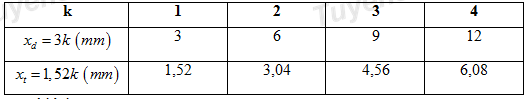 k 1 2 3 4
x_d = 3k (mm) 3 6 9 12
x_t = 1,52k (mm) 1,52 3,04 4,56 6,08